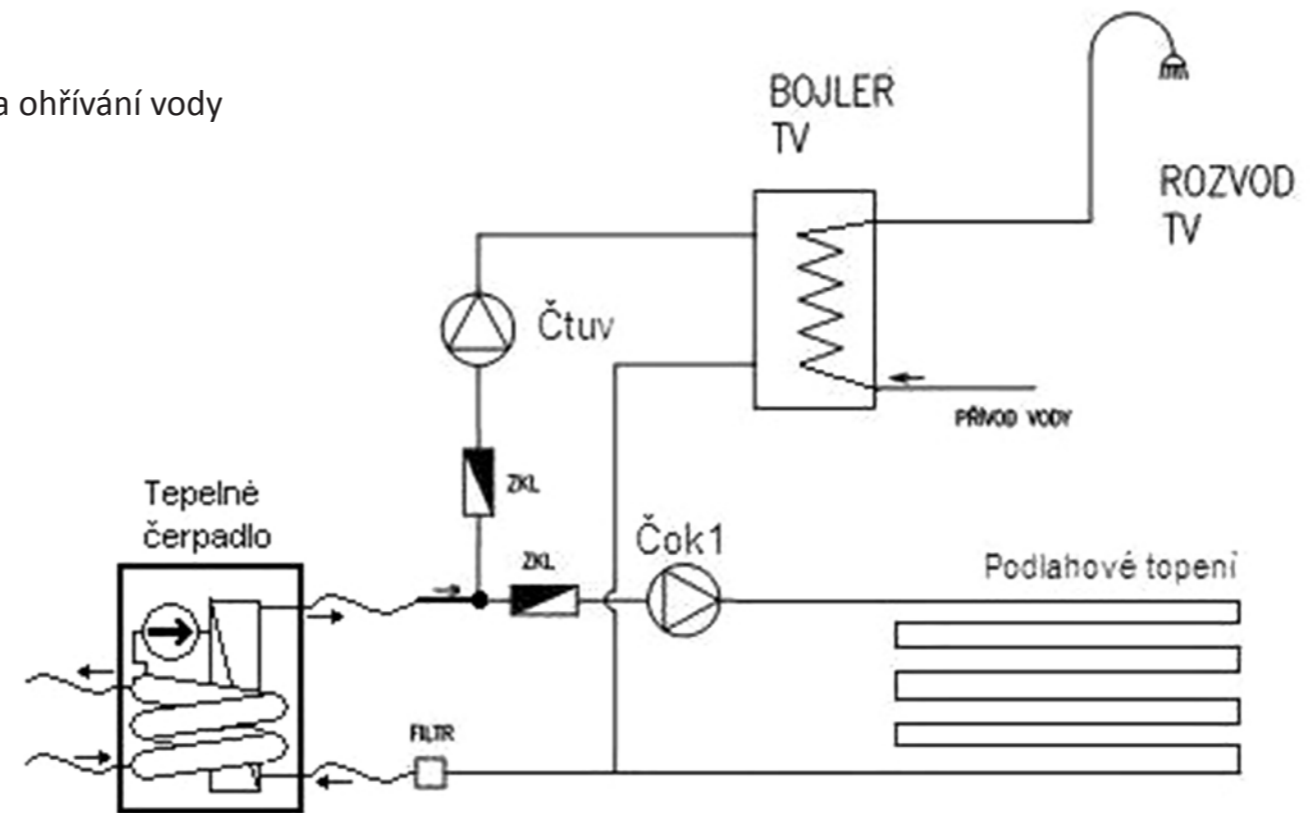 a ohřívání vody
BOJLER
TV
ROZVOD
TV
Čtuv
PŘÍVOD VODY
ZKL
Tepelné
čerpadlo
ZKL
Čok1
Podlahové topení
FILTR